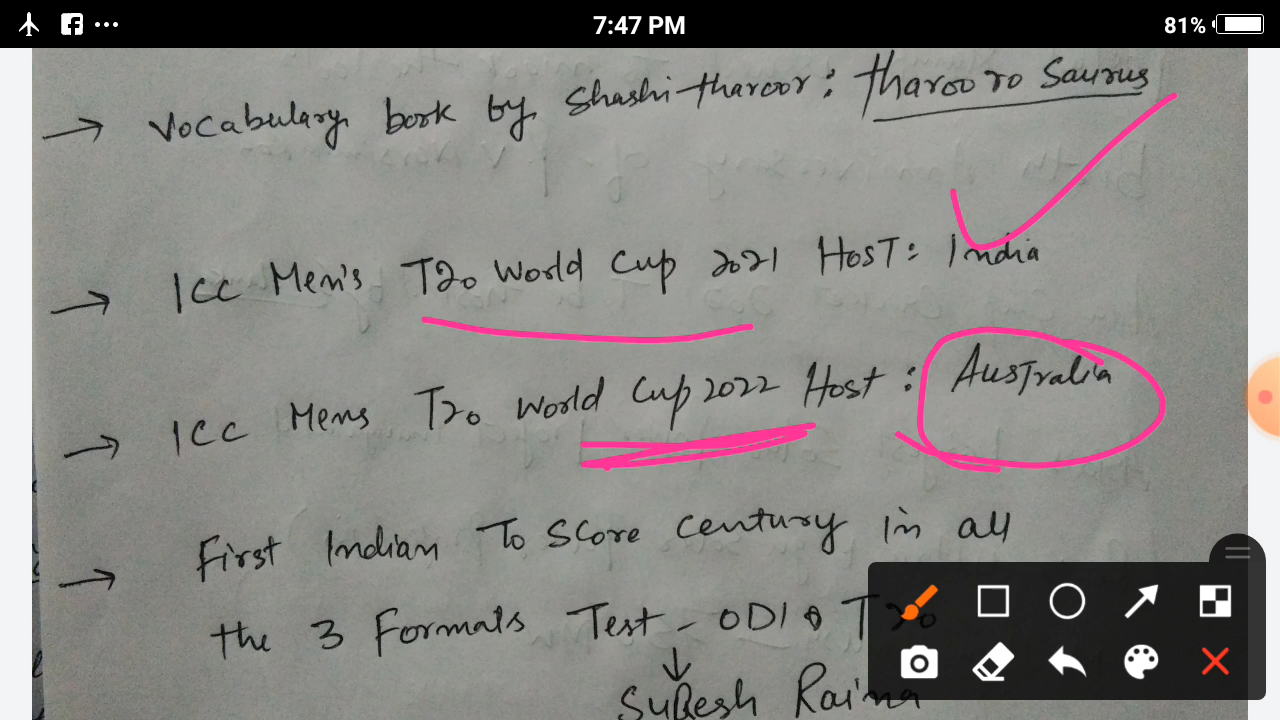 7:47 PM 81%
→ Vocabulary book by Shashi tharoor: Tharooro Saurus
→ ICC Men's T20 World Cup 2021 HOST: India
→ ICC Mens T20 World Cup 2022 Host: Australia
→ First Indian To Score century in all
the 3 Formats Test - ODI & T20
↓
Suresh Raina